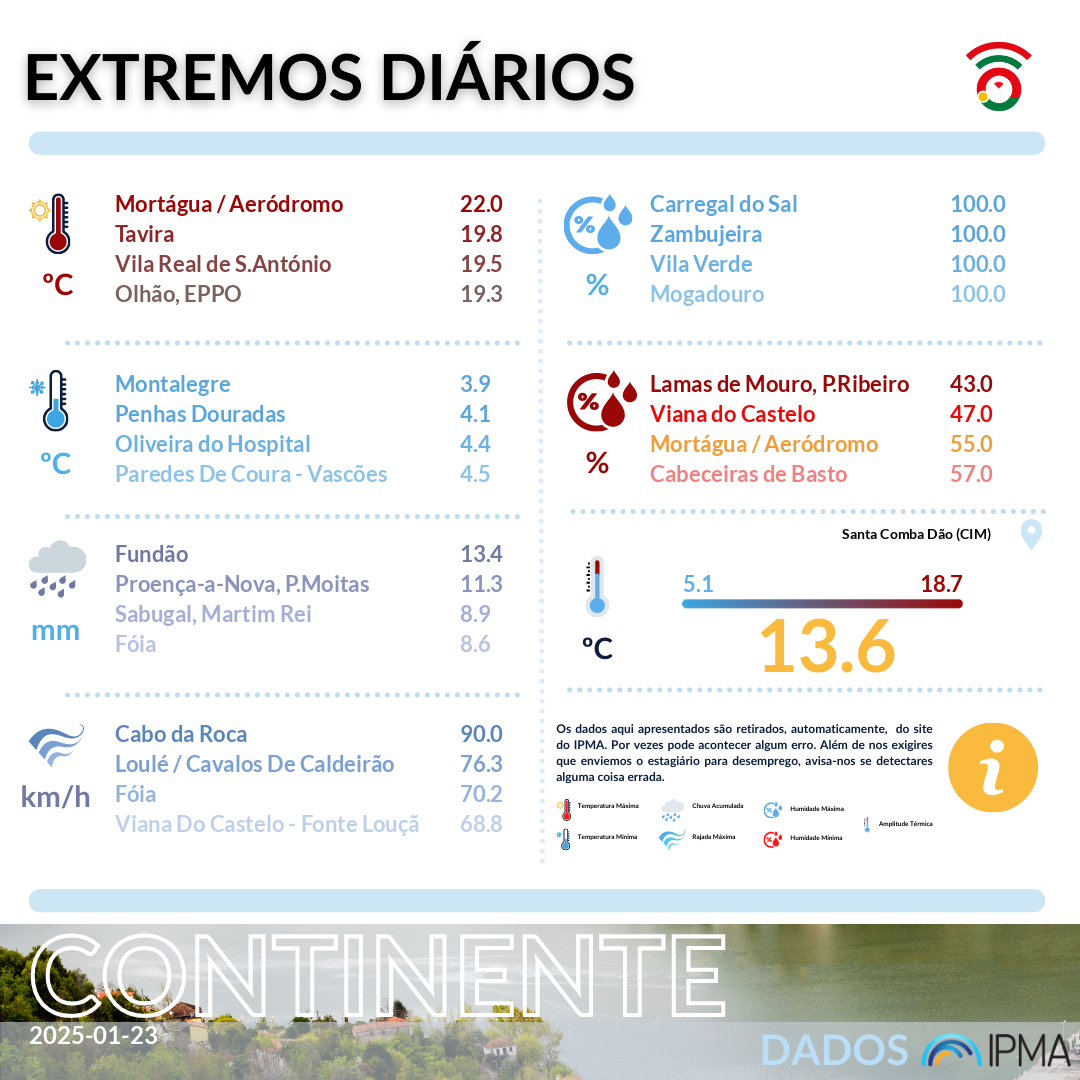 EXTREMOS DIÁRIOS
Mortágua / Aeródromo 22.0
Tavira 19.8
Vila Real de S.António 19.5
Olhão, EPPO 19.3
ºC
Montalegre 3.9
Penhas Douradas 4.1
Oliveira do Hospital 4.4
Paredes De Coura - Vascões 4.5
ºC
Fundão 13.4
Proença-a-Nova, P.Moitas 11.3
Sabugal, Martim Rei 8.9
Fóia 8.6
mm
Cabo da Roca 90.0
Loulé / Cavalos De Caldeirão 76.3
Fóia 70.2
Viana Do Castelo - Fonte Louçã 68.8
km/h
%
Carregal do Sal 100.0
Zambujeira 100.0
Vila Verde 100.0
Mogadouro 100.0
%
%
Lamas de Mouro, P.Ribeiro 43.0
Viana do Castelo 47.0
Mortágua / Aeródromo 55.0
Cabeceiras de Basto 57.0
%
Santa Comba Dão (CIM)
5.1 18.7
13.6
ºC
Os dados aqui apresentados são retirados, automaticamente, do site
do IPMA. Por vezes pode acontecer algum erro. Além de nos exigires
que enviemos o estagiário para desemprego, avisa-nos se detectares
alguma coisa errada.
i
Temperatura Máxima Chuva Acumulada Humidade Máxima
Amplitude Térmica
Temperatura Mínima Rajada Máxima Humidade Mínima
CONTINENTE
2025-01-23
DADOS IPMA